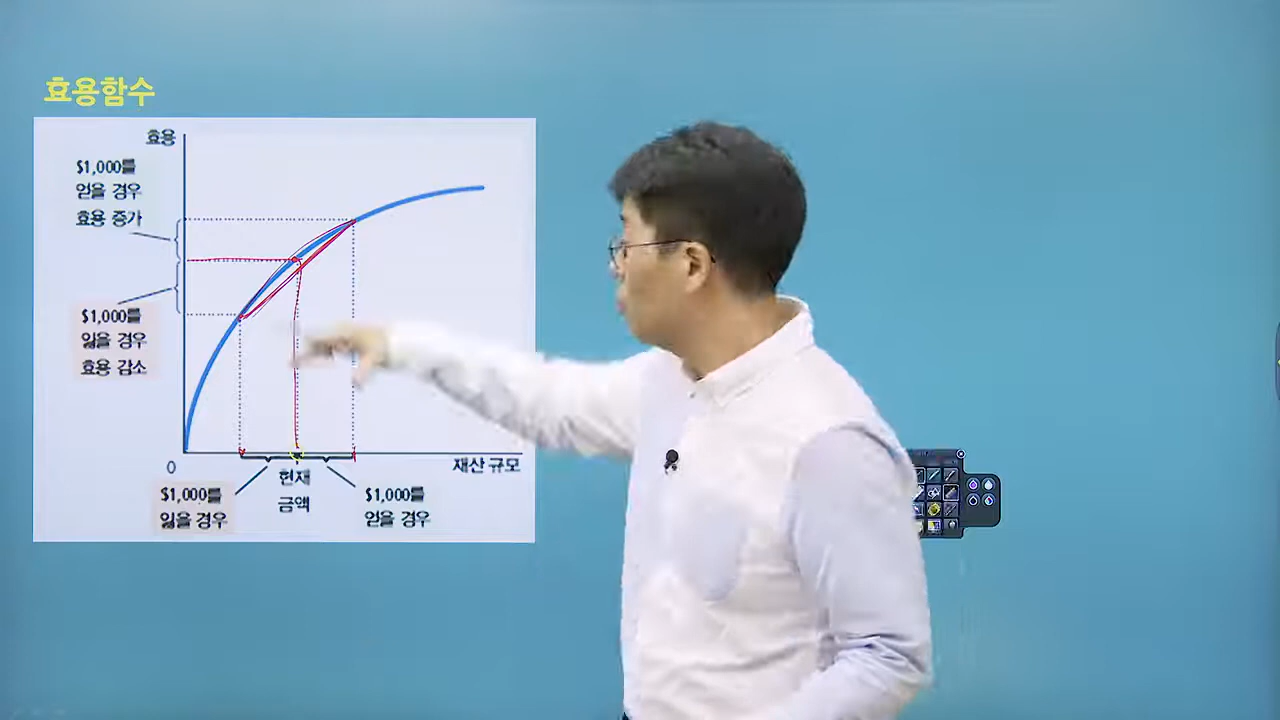 효용함수
효용
$1,000를
얻을 경우
효용 증가
$1,000를
잃을 경우
효용 감소
0
재산 규모
현재
금액
$1,000를
잃을 경우
$1,000를
얻을 경우